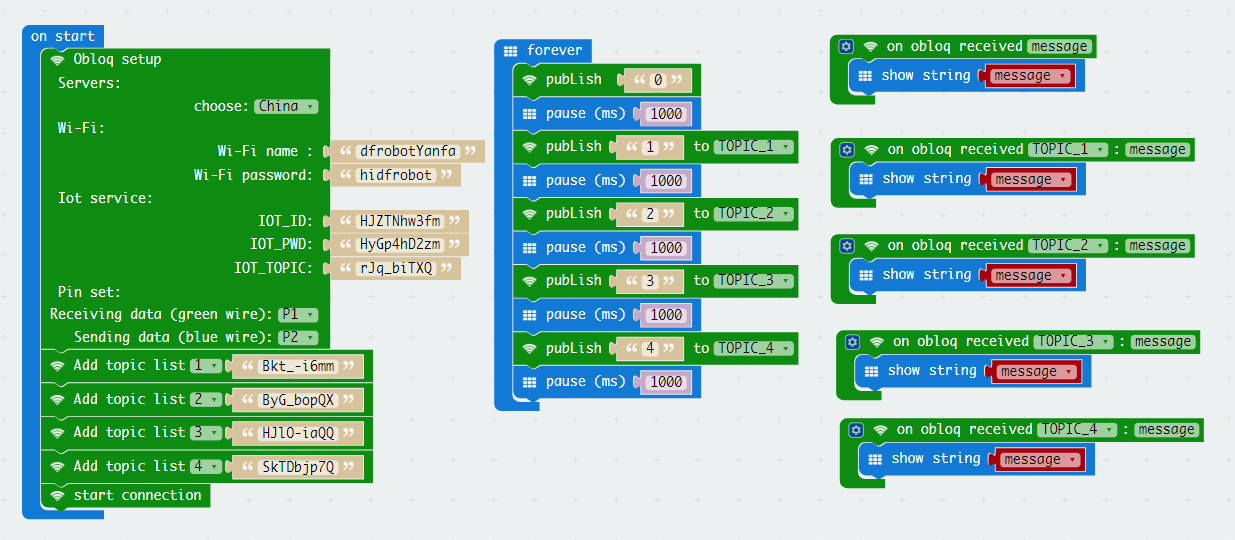 on start
Obloq setup
Servers:
choose: China
Wi-Fi:
Wi-Fi name : “ dfrobotYanfa ”
Wi-Fi password: “ hidfrobot ”
Iot service:
IOT_ID: “ HJZTNhw3fm ”
IOT_PWD: “ HyGp4hD2zm ”
IOT_TOPIC: “ rJq_biTXQ ”
Pin set:
Receiving data (green wire): P1
Sending data (blue wire): P2
Add topic list 1 “ Bkt_-i6mm ”
Add topic list 2 “ ByG_bopQX ”
Add topic list 3 “ HJlO-iaQQ ”
Add topic list 4 “ SkTDbjp7Q ”
start connection
forever
pubLish “ 0 ”
pause (ms) 1000
pubLish “ 1 ” to TOPIC_1
pause (ms) 1000
pubLish “ 2 ” to TOPIC_2
pause (ms) 1000
pubLish “ 3 ” to TOPIC_3
pause (ms) 1000
pubLish “ 4 ” to TOPIC_4
pause (ms) 1000
on obloq received message
show string message
on obloq received TOPIC_1 : message
show string message
on obloq received TOPIC_2 : message
show string message
on obloq received TOPIC_3 : message
show string message
on obloq received TOPIC_4 : message
show string message